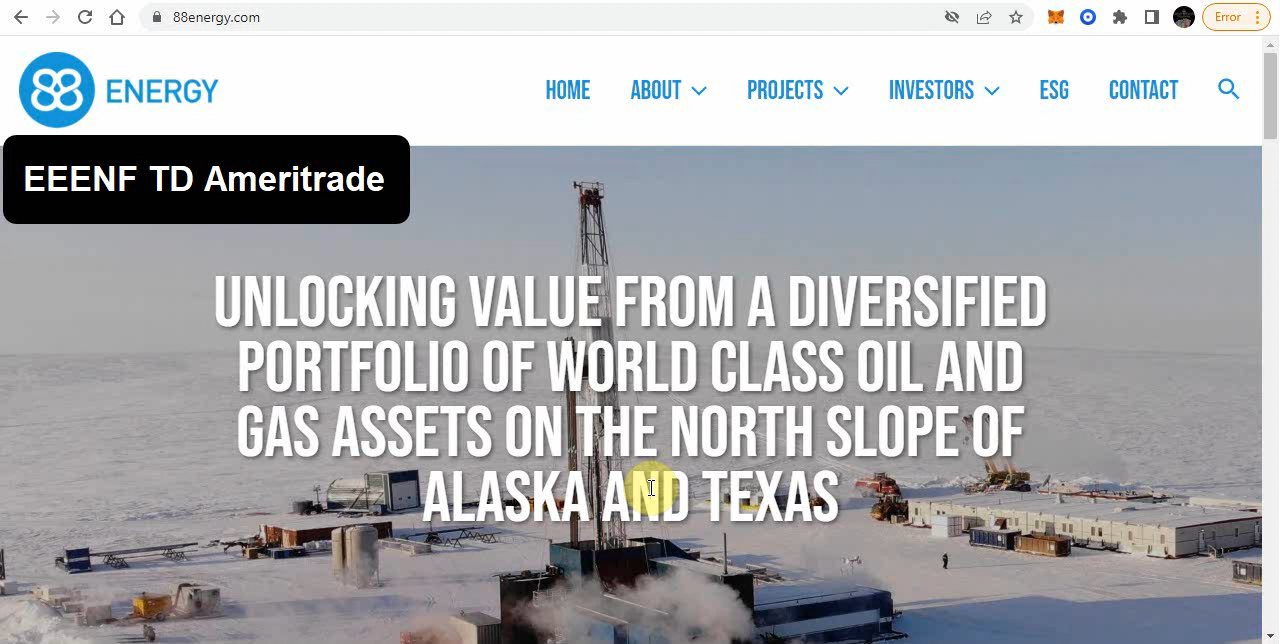 88energy.com
Error
88 ENERGY
HOME ABOUT PROJECTS INVESTORS ESG CONTACT
EEENF TD Ameritrade
UNLOCKING VALUE FROM A DIVERSIFIED
PORTFOLIO OF WORLD CLASS OIL AND
GAS ASSETS ON THE NORTH SLOPE OF
ALASKA AND TEXAS